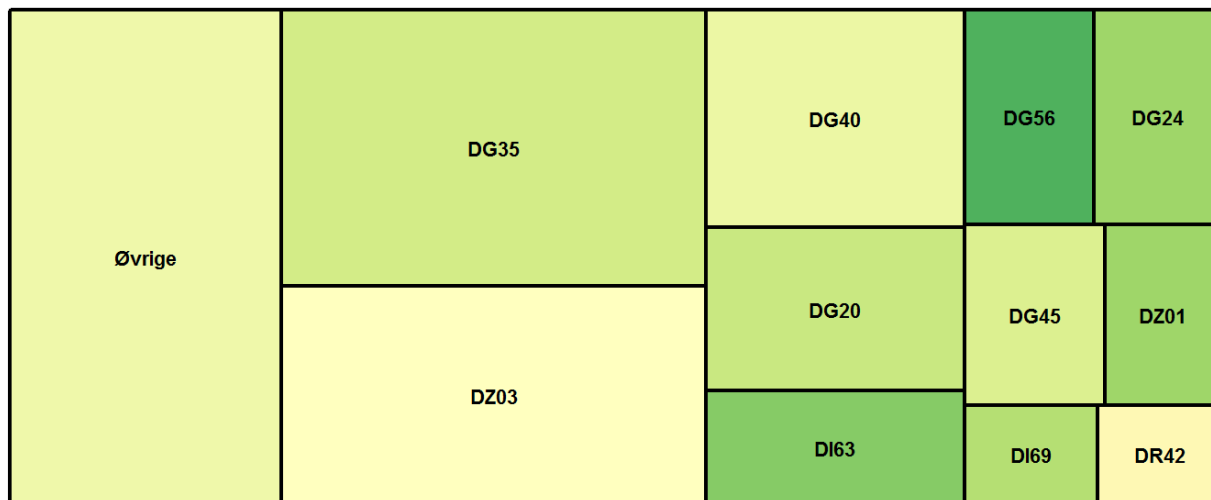 Øvrige
DG35
DZ03
DG40
DG20
DI63
DG56
DG24
DG45
DZ01
DI69
DR42